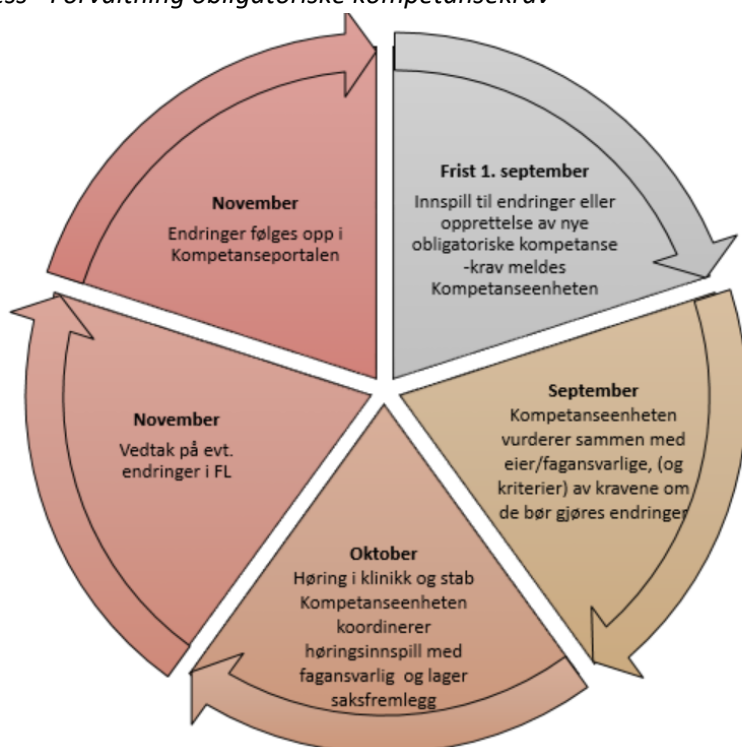 Forvaltning obligatoriske kompetansekrav
Frist 1. september
Innspill til endringer eller
opprettelse av nye
obligatoriske kompetanse
-krav meldes
Kompetanseenheten
September
Kompetanseenheten
vurderer sammen med
eier/fagansvarlige, (og
kriterier) av kravene om
de bør gjøres endringer
Oktober
Høring i klinikk og stab
Kompetanseenheten
koordinerer
høringsinnspill med
fagansvarlig og lager
saksfremlegg
November
Vedtak på evt.
endringer i FL
November
Endringer følges opp i
Kompetanseportalen